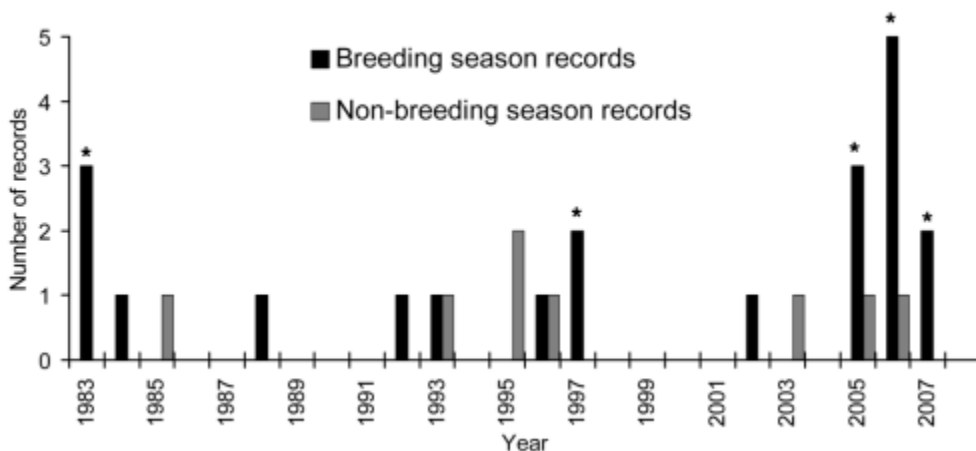 *
5
Breeding season records
4
Non-breeding season records
* 3 *
2 * *
1
0
Number of records
1983 1985 1987 1989 1991 1993 1995 1997 1999 2001 2003 2005 2007
Year